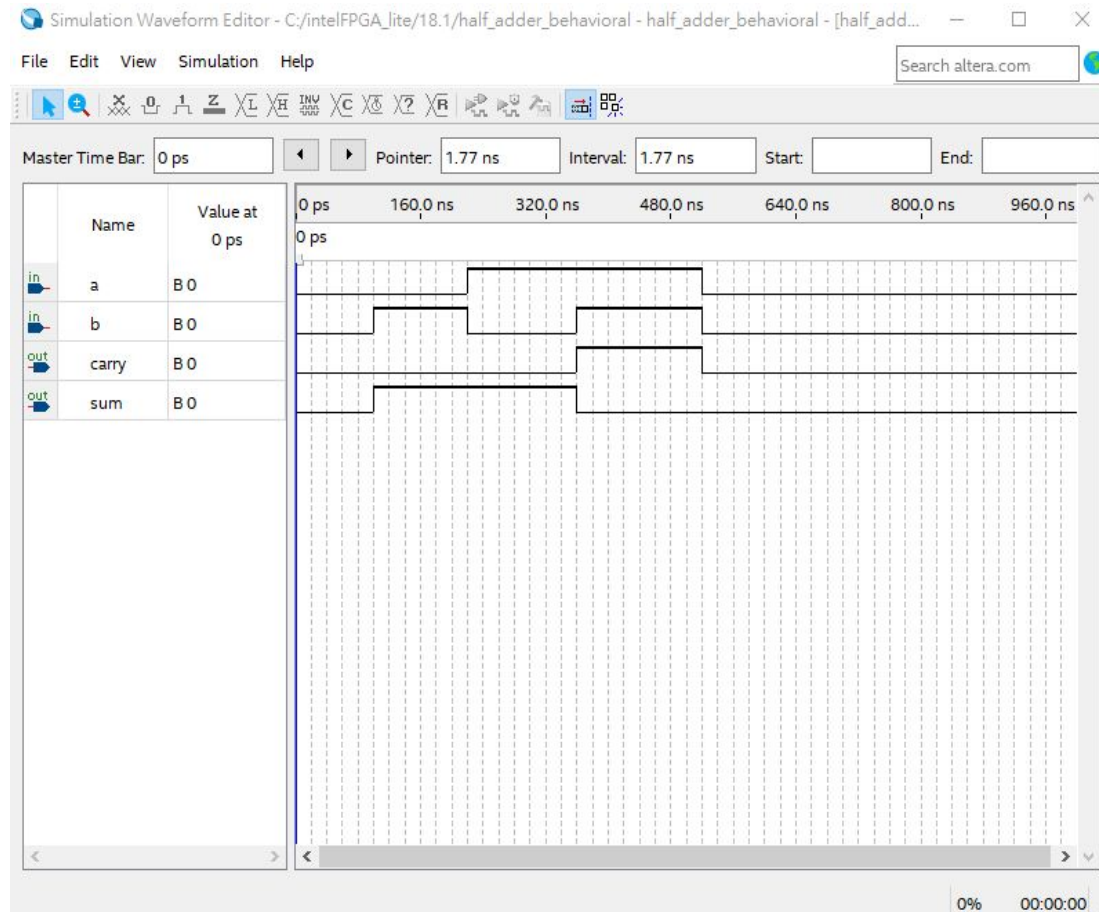 Simulation Waveform Editor - C:/intelFPGA_lite/18.1/half_adder_behavioral - half_adder_behavioral - [half_add...
File Edit View Simulation Help
Search altera.com
Master Time Bar: 0 ps Pointer: 1.77 ns Interval: 1.77 ns Start: End:
Name Value at 0 ps
0 ps 160.0 ns 320.0 ns 480.0 ns 640.0 ns 800.0 ns 960.0 ns
0 ps
in a B 0
in b B 0
out carry B 0
out sum B 0
0% 00:00:00